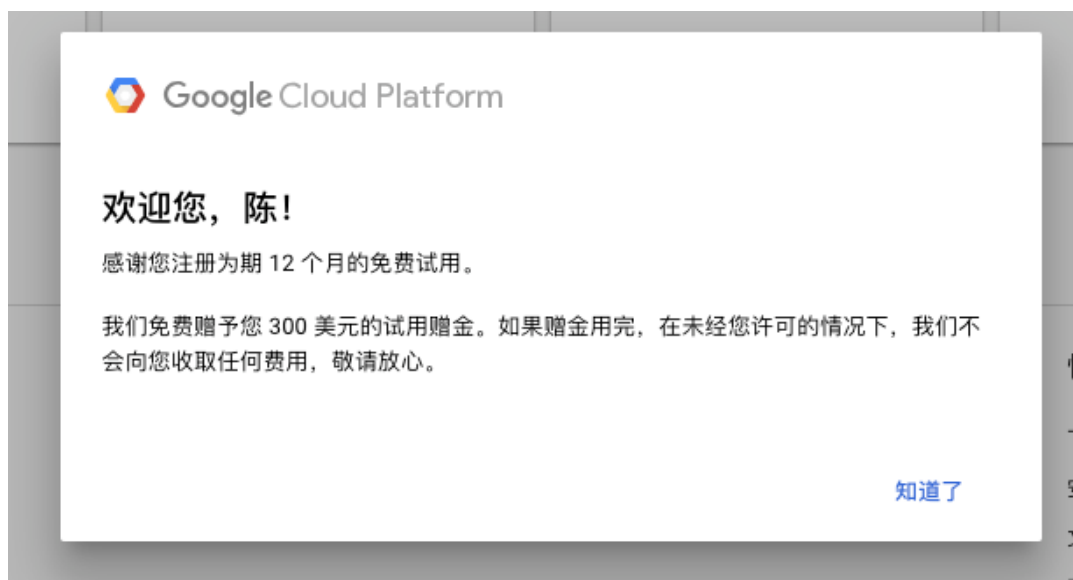 Google Cloud Platform
欢迎您，陈！
感谢您注册为期 12 个月的免费试用。
我们免费赠予您 300 美元的试用赠金。如果赠金用完，在未经您许可的情况下，我们不
会向您收取任何费用，敬请放心。
知道了